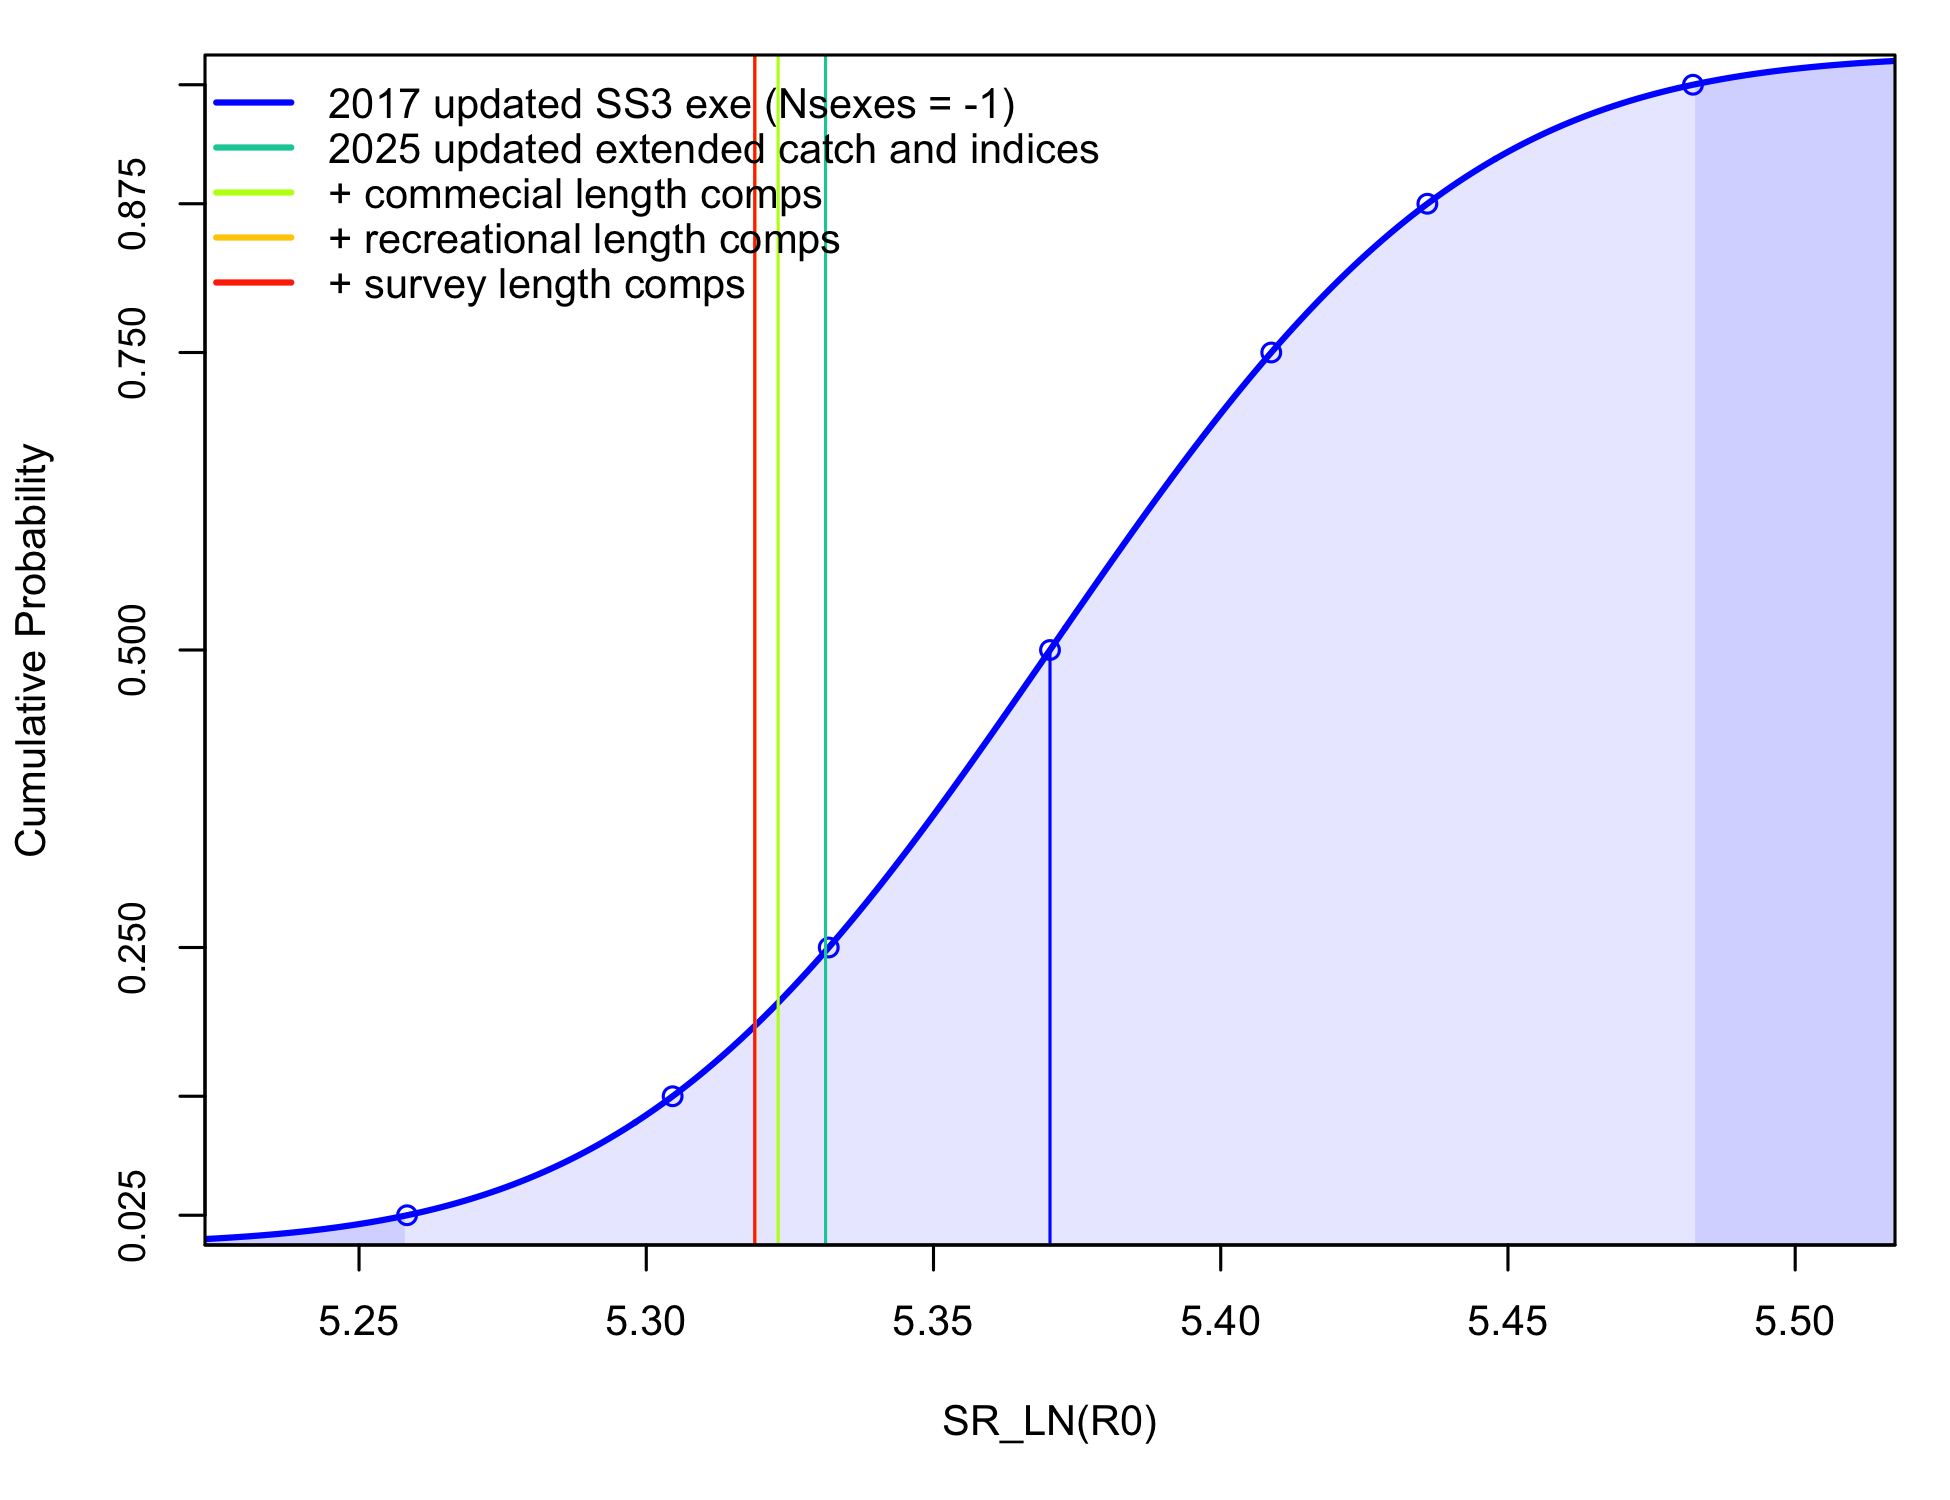 2017 updated SS3 exe (Nsexes = -1)
2025 updated extended catch and indices
+ commecial length comps
+ recreational length comps
+ survey length comps
Cumulative Probability
0.875
0.750
0.500
0.250
0.025
5.25 5.30 5.35 5.40 5.45 5.50
SR_LN(R0)